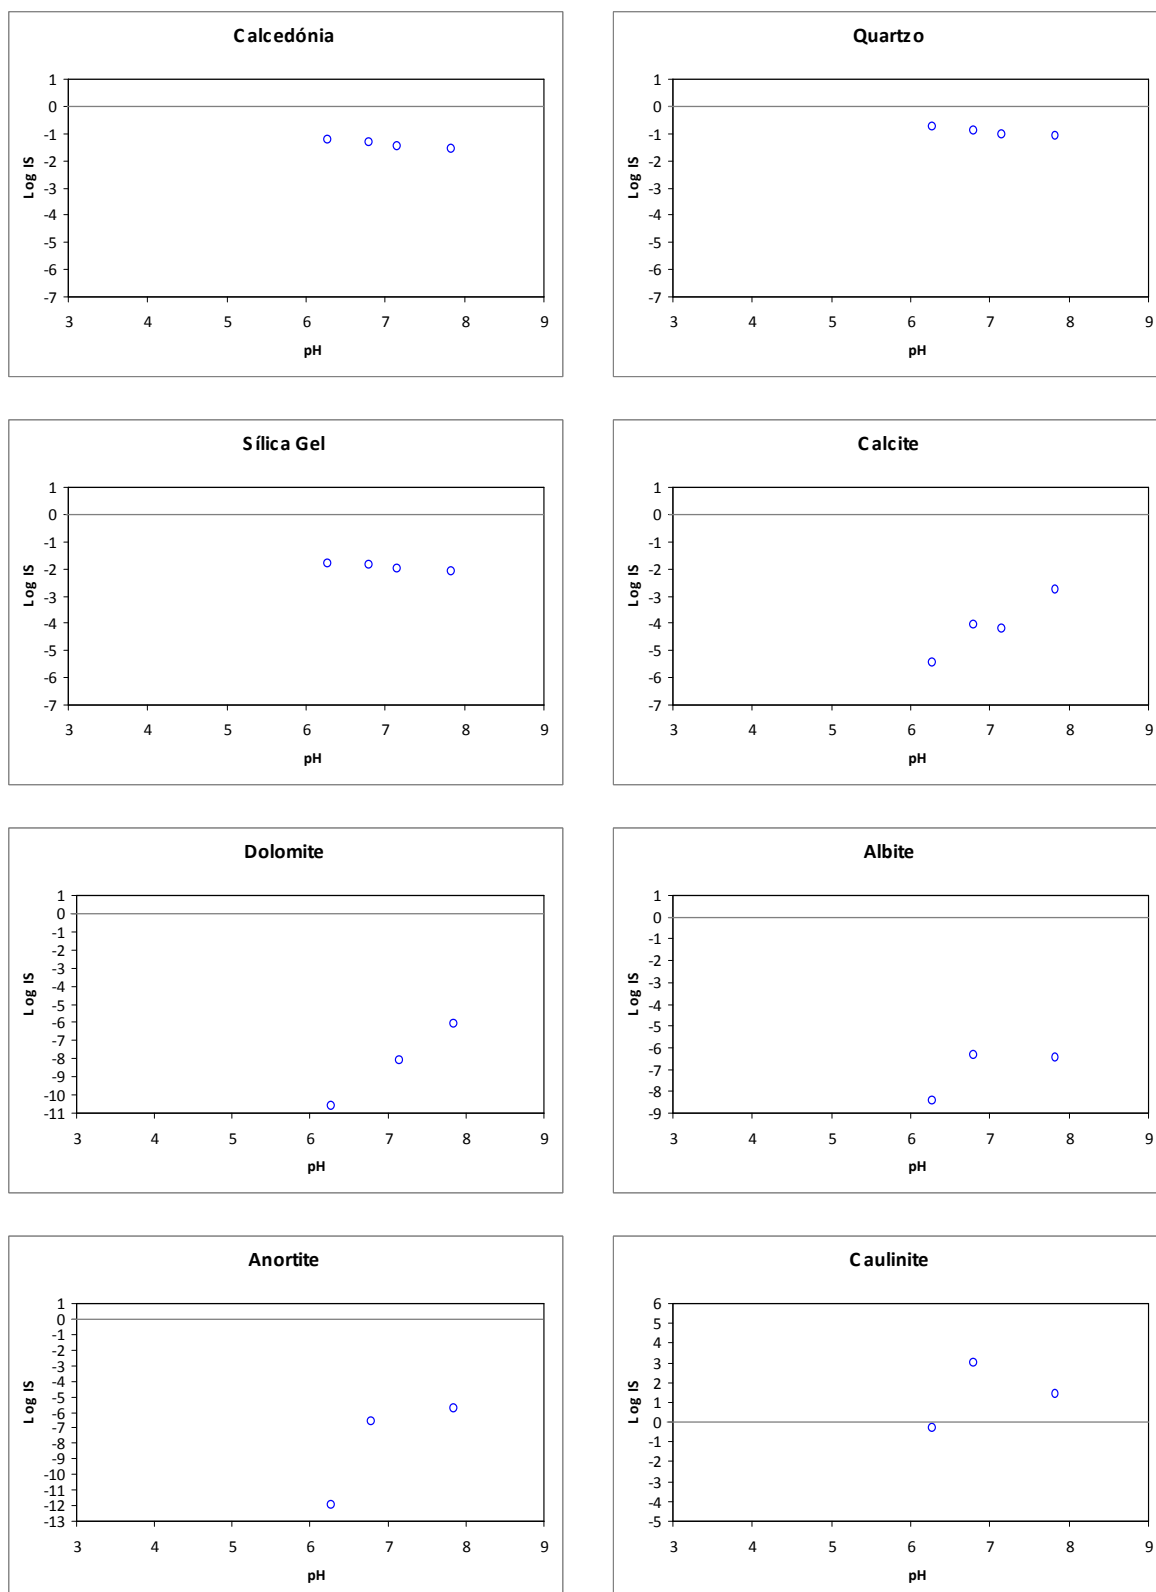 Calcedónia
Log IS
1
0
-1
-2
-3
-4
-5
-6
-7
3 4 5 6 7 8 9
pH
Quartzo
Log IS
1
0
-1
-2
-3
-4
-5
-6
-7
3 4 5 6 7 8 9
pH
Sílica Gel
Log IS
1
0
-1
-2
-3
-4
-5
-6
-7
3 4 5 6 7 8 9
pH
Calcite
Log IS
1
0
-1
-2
-3
-4
-5
-6
-7
3 4 5 6 7 8 9
pH
Dolomite
Log IS
1
0
-1
-2
-3
-4
-5
-6
-7
-8
-9
-10
-11
3 4 5 6 7 8 9
pH
Albite
Log IS
1
0
-1
-2
-3
-4
-5
-6
-7
-8
-9
3 4 5 6 7 8 9
pH
Anortite
Log IS
1
0
-1
-2
-3
-4
-5
-6
-7
-8
-9
-10
-11
-12
-13
3 4 5 6 7 8 9
pH
Caulinite
Log IS
6
5
4
3
2
1
0
-1
-2
-3
-4
-5
3 4 5 6 7 8 9
pH